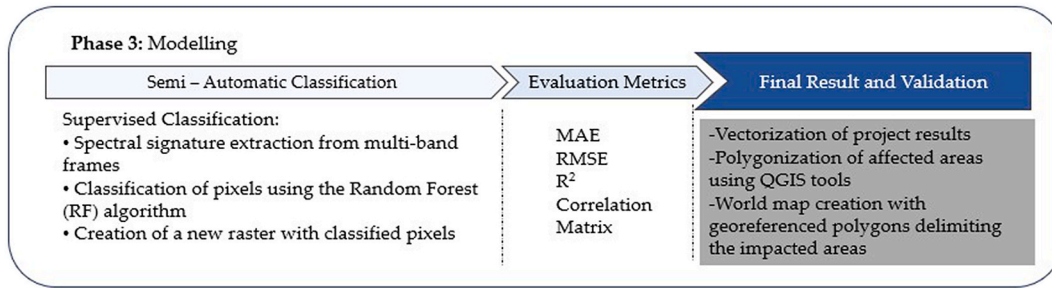 Phase 3: Modelling
Semi – Automatic Classification
Evaluation Metrics
Final Result and Validation
Supervised Classification:
• Spectral signature extraction from multi-band
frames
• Classification of pixels using the Random Forest
(RF) algorithm
• Creation of a new raster with classified pixels
MAE
RMSE
R²
Correlation
Matrix
-Vectorization of project results
-Polygonization of affected areas
using QGIS tools
-World map creation with
georeferenced polygons delimiting
the impacted areas